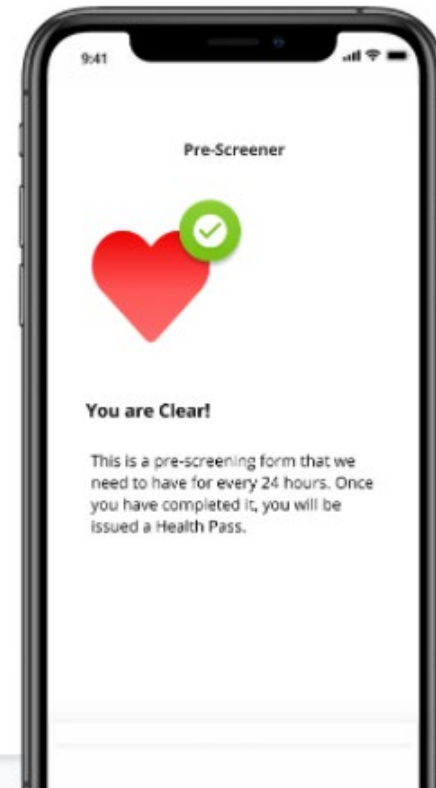 9:41
Pre-Screener
You are Clear!
This is a pre-screening form that we
need to have for every 24 hours. Once
you have completed it, you will be
issued a Health Pass.